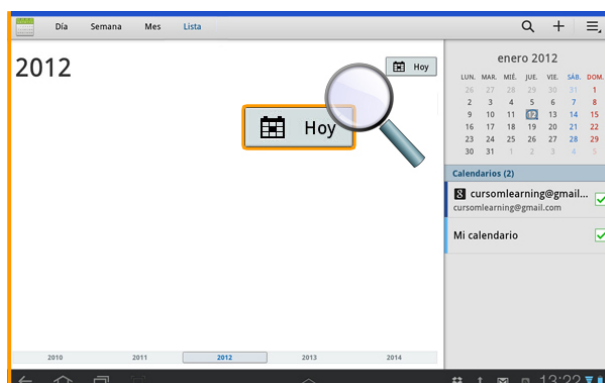 Día Semana Mes Lista
2012
Hoy
Hoy
enero 2012
LUN. MAR. MIÉ. JUE. VIE. SÁB. DOM.
26 27 28 29 30 31 1
2 3 4 5 6 7 8
9 10 11 12 13 14 15
16 17 18 19 20 21 22
23 24 25 26 27 28 29
30 31 1 2 3 4 5
Calendarios (2)
cursomlearning@gmail...
cursomlearning@gmail.com
Mi calendario
2010 2011 2012 2013 2014
13:22